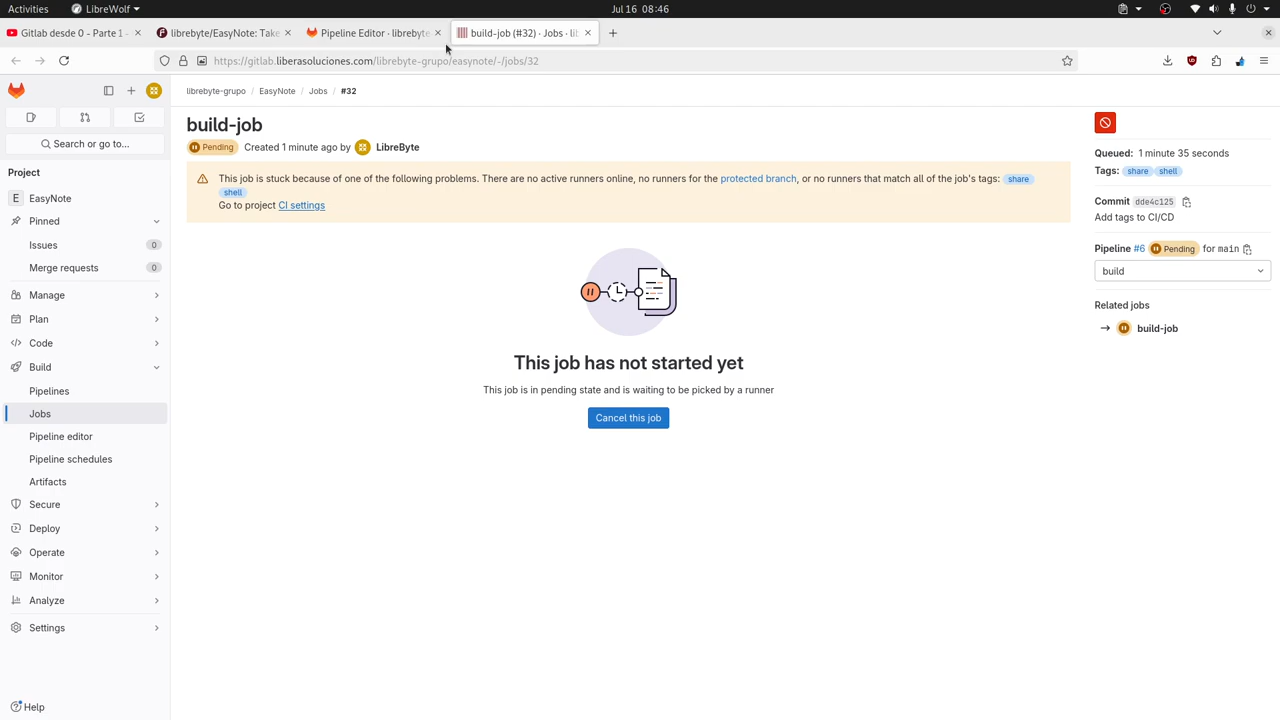 Activities
LibreWolf
Jul 16 08:46
Gitlab desde 0 - Parte 1 -
librebyte/EasyNote: Take
Pipeline Editor · librebyte
build-job (#32) · Jobs · lib
https://gitlab.liberasoluciones.com/librebyte-grupo/easynote/-/jobs/32
Search or go to...
Project
E EasyNote
Pinned
Issues 0
Merge requests 0
Manage
Plan
Code
Build
Pipelines
Jobs
Pipeline editor
Pipeline schedules
Artifacts
Secure
Deploy
Operate
Monitor
Analyze
Settings
Help
librebyte-grupo EasyNote Jobs #32
build-job
Pending Created 1 minute ago by LibreByte
This job is stuck because of one of the following problems. There are no active runners online, no runners for the protected branch, or no runners that match all of the job's tags: share
shell
Go to project CI settings
This job has not started yet
This job is in pending state and is waiting to be picked by a runner
Cancel this job
Queued: 1 minute 35 seconds
Tags: share shell
Commit dde4c125
Add tags to CI/CD
Pipeline #6 Pending for main
build
Related jobs
build-job